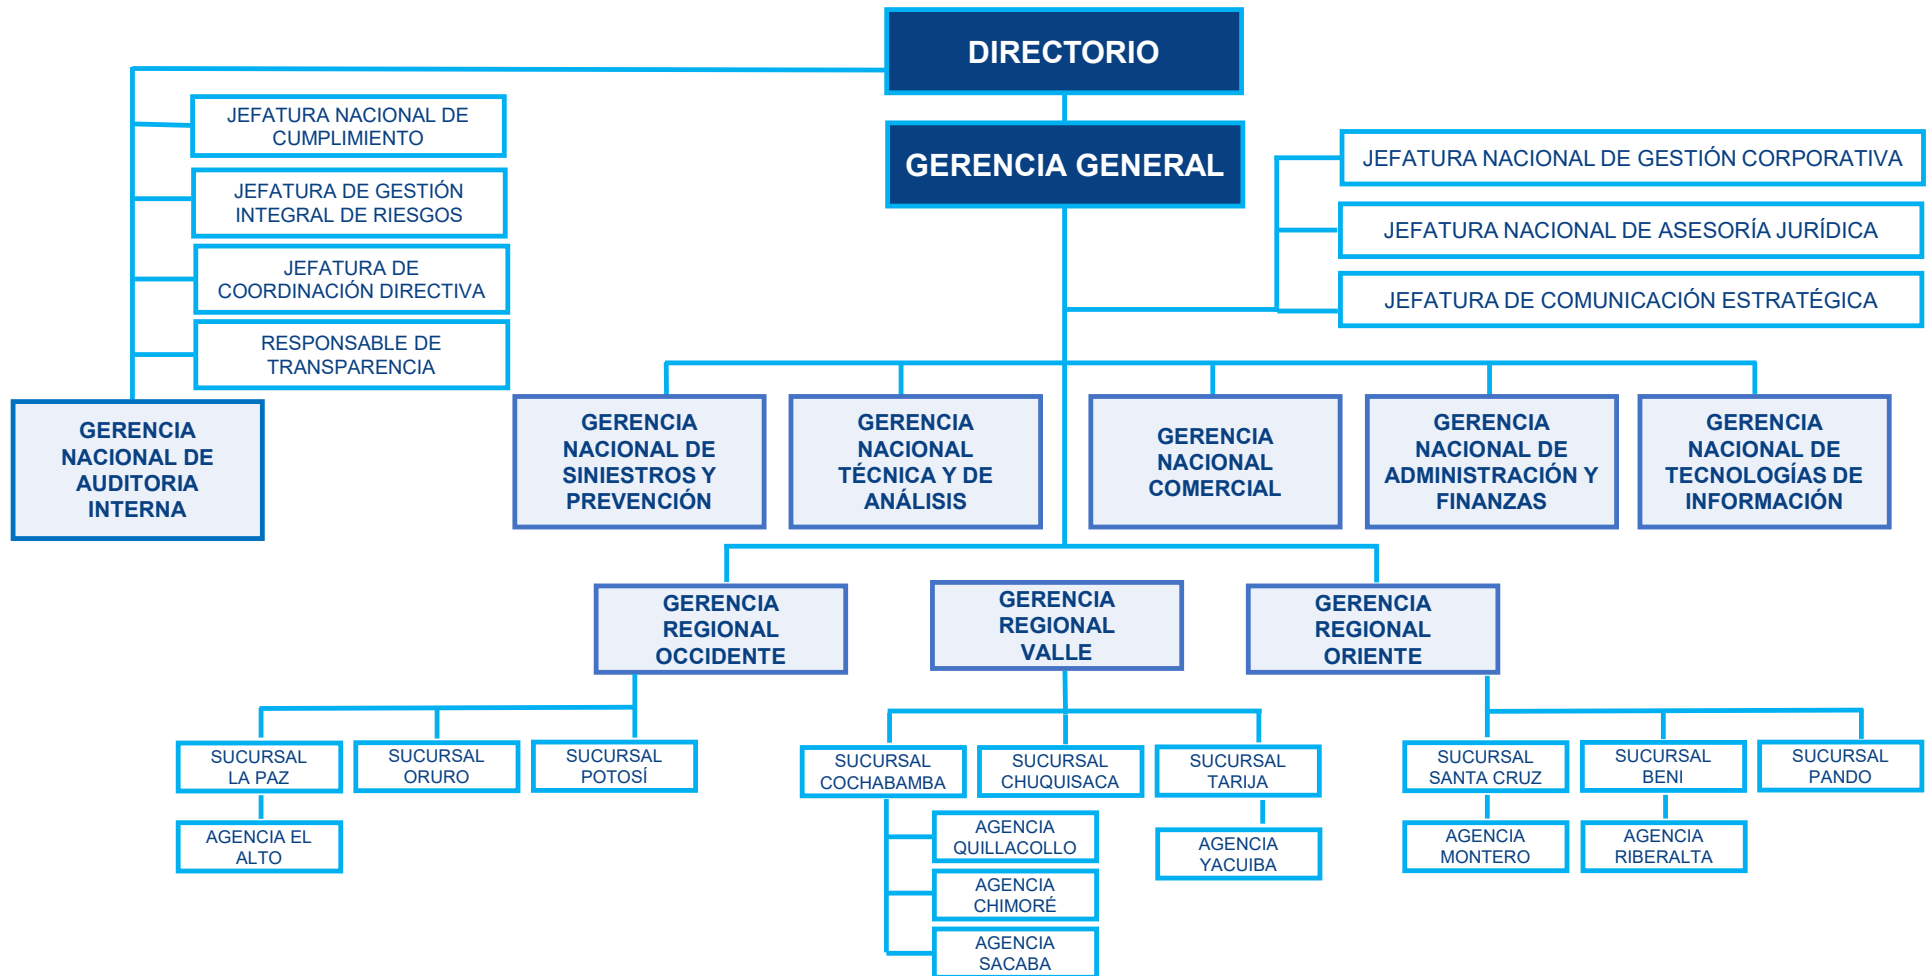 DIRECTORIO
GERENCIA GENERAL
JEFATURA NACIONAL DE
CUMPLIMIENTO
JEFATURA DE GESTIÓN
INTEGRAL DE RIESGOS
JEFATURA DE
COORDINACIÓN DIRECTIVA
RESPONSABLE DE
TRANSPARENCIA
JEFATURA NACIONAL DE GESTIÓN CORPORATIVA
JEFATURA NACIONAL DE ASESORÍA JURÍDICA
JEFATURA DE COMUNICACIÓN ESTRATÉGICA
GERENCIA
NACIONAL DE
AUDITORIA
INTERNA
GERENCIA
NACIONAL DE
SINIESTROS Y
PREVENCIÓN
GERENCIA
NACIONAL
TÉCNICA Y DE
ANÁLISIS
GERENCIA
NACIONAL
COMERCIAL
GERENCIA
NACIONAL DE
ADMINISTRACIÓN Y
FINANZAS
GERENCIA
NACIONAL DE
TECNOLOGÍAS DE
INFORMACIÓN
GERENCIA
REGIONAL
OCCIDENTE
GERENCIA
REGIONAL
VALLE
GERENCIA
REGIONAL
ORIENTE
SUCURSAL
LA PAZ
SUCURSAL
ORURO
SUCURSAL
POTOSÍ
SUCURSAL
COCHABAMBA
SUCURSAL
CHUQUISACA
SUCURSAL
TARIJA
SUCURSAL
SANTA CRUZ
SUCURSAL
BENI
SUCURSAL
PANDO
AGENCIA EL
ALTO
AGENCIA
QUILLACOLLO
AGENCIA
CHIMORÉ
AGENCIA
SACABA
AGENCIA
YACUIBA
AGENCIA
MONTERO
AGENCIA
RIBERALTA